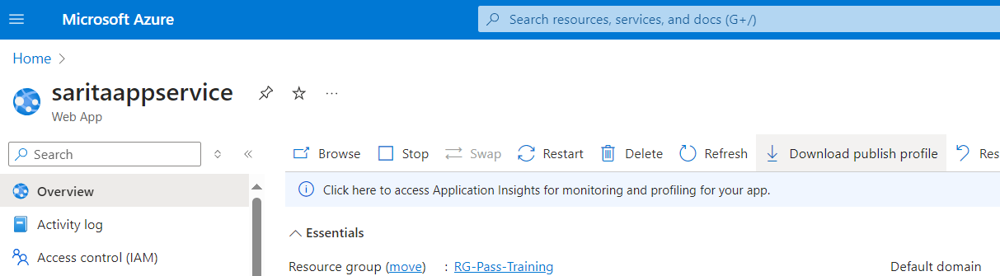 Microsoft Azure
Search resources, services, and docs (G+/)
Home
saritaappservice
Web App
Search
Browse Stop Swap Restart Delete Refresh Download publish profile Res
Overview
Click here to access Application Insights for monitoring and profiling for your app.
Activity log
Essentials
Access control (IAM)
Resource group (move) : RG-Pass-Training Default domain